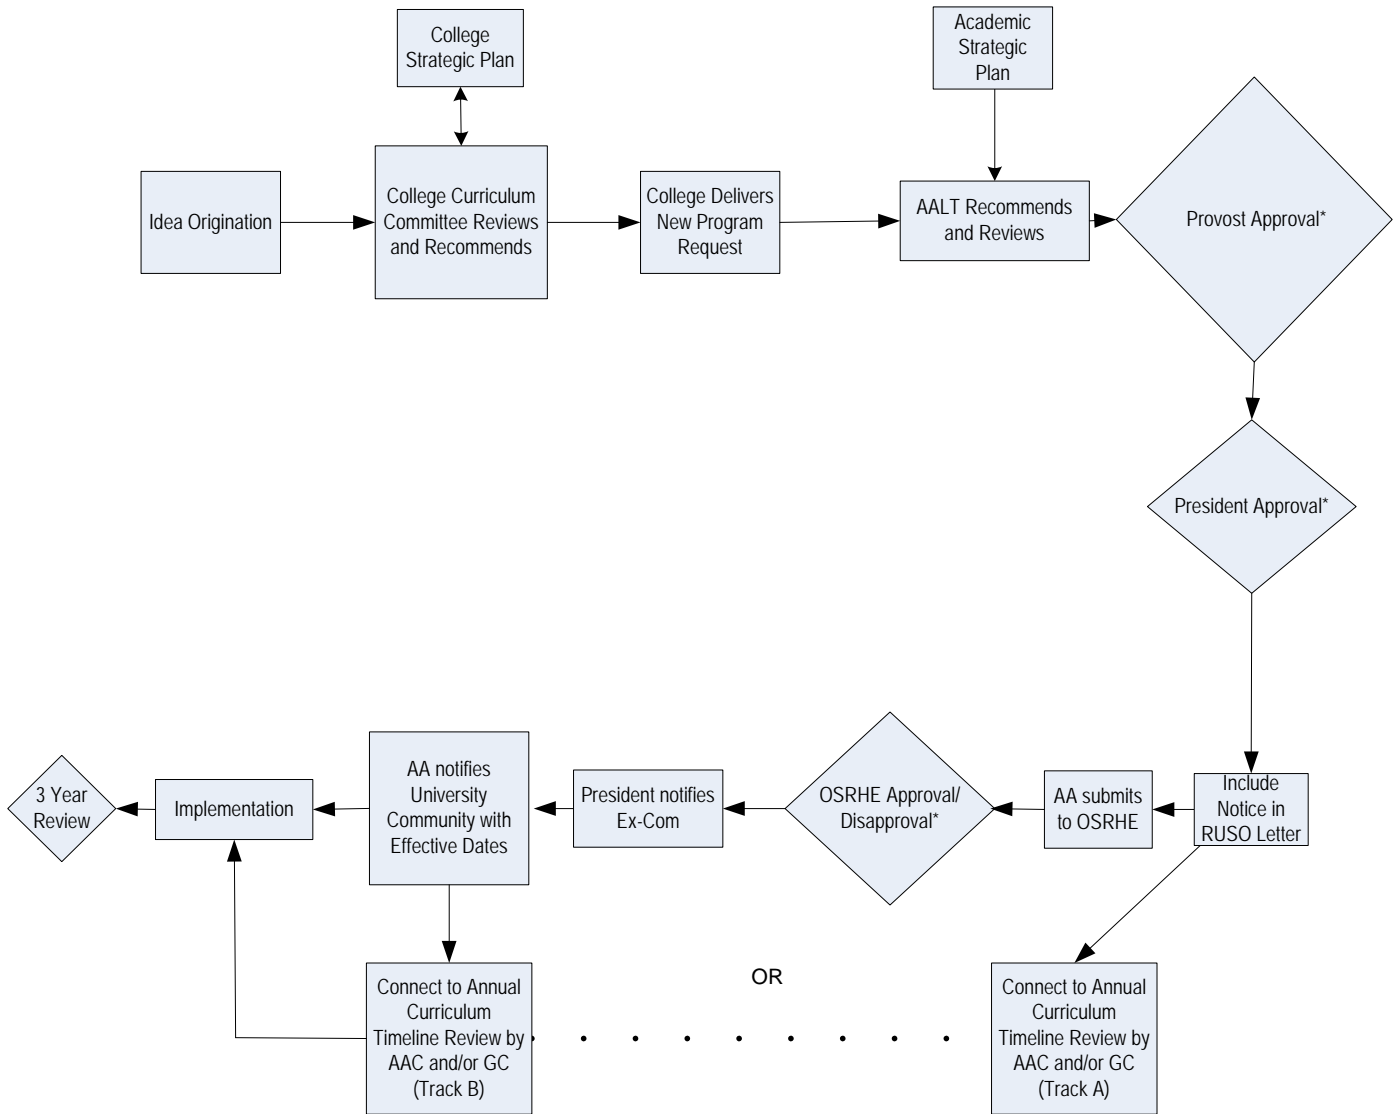 College
Strategic Plan
Academic
Strategic
Plan
Idea Origination
College Curriculum
Committee Reviews
and Recommends
College Delivers
New Program
Request
AALT Recommends
and Reviews
Provost Approval*
President Approval*
Include
Notice in
RUSO Letter
AA submits
to OSRHE
OSRHE Approval/
Disapproval*
President notifies
Ex-Com
AA notifies
University
Community with
Effective Dates
Implementation
3 Year
Review
Connect to Annual
Curriculum
Timeline Review by
AAC and/or GC
(Track B)
OR
Connect to Annual
Curriculum
Timeline Review by
AAC and/or GC
(Track A)